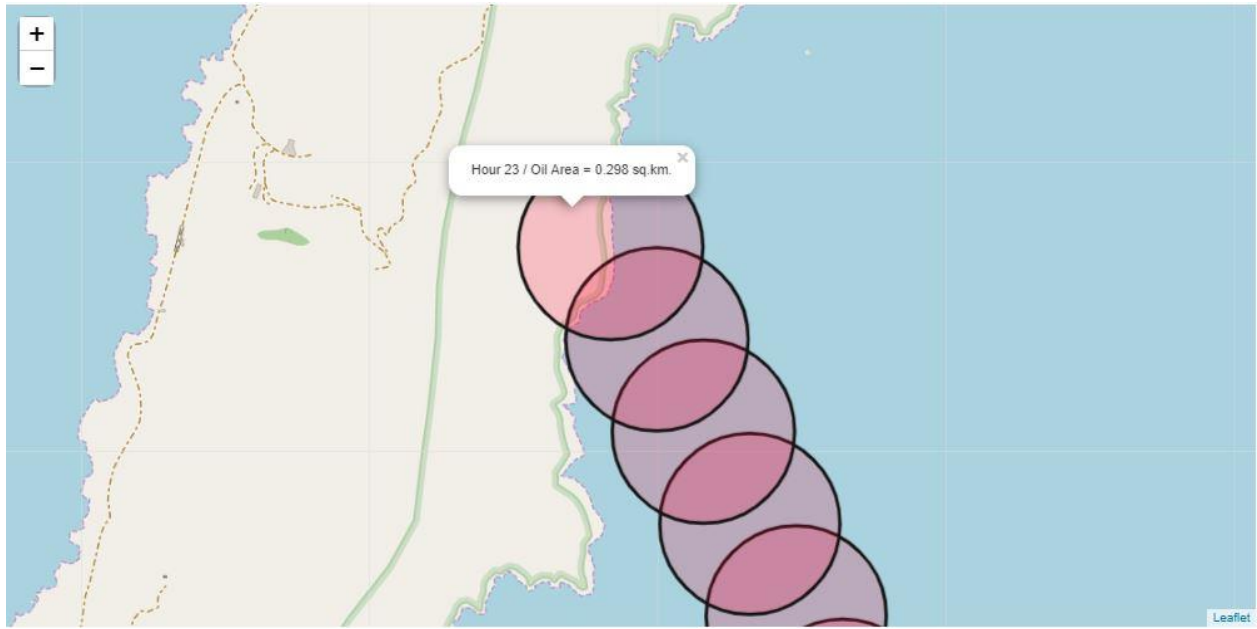 +
−
Hour 23 / Oil Area = 0.298 sq.km.
×
Leaflet